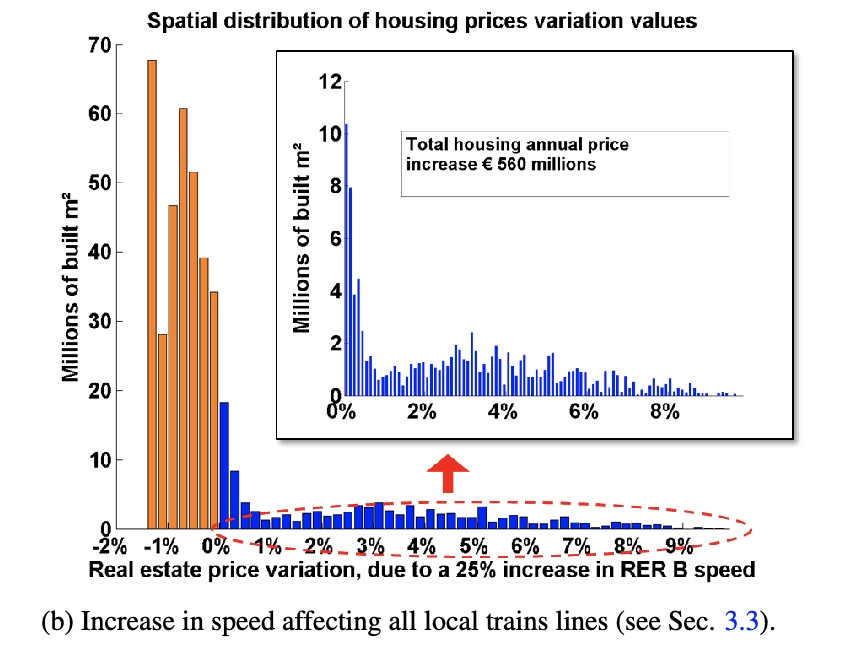 Spatial distribution of housing prices variation values
70
60
50
40
30
20
10
0
Millions of built m²
12
10
8
6
4
2
0
Millions of built m²
Total housing annual price
increase € 560 millions
0% 2% 4% 6% 8%
-2% -1% 0% 1% 2% 3% 4% 5% 6% 7% 8% 9%
Real estate price variation, due to a 25% increase in RER B speed
(b) Increase in speed affecting all local trains lines (see Sec. 3.3).